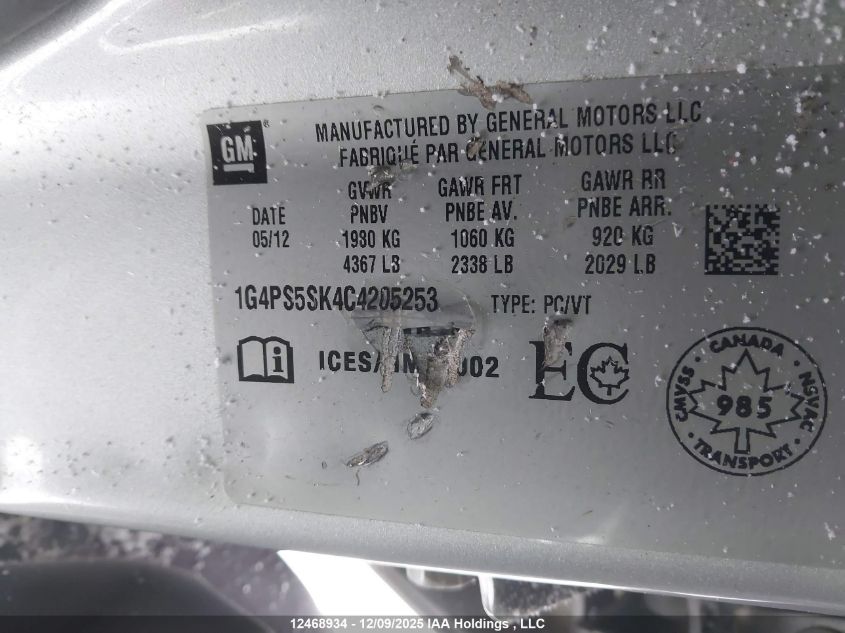 GM®
MANUFACTURED BY GENERAL MOTORS LLC
FABRIQUÉ PAR GENERAL MOTORS LLC
DATE
05/12
GVWR
PNBV
1980 KG
4367 LB
GAWR FRT
PNBE AV.
1060 KG
2338 LB
GAWR RR
PNBE ARR.
920 KG
2029 LB
1G4PS5SK4C4205253 TYPE: PC/VT
EC
CANADA
CMVSS • NSVAC
985
TRANSPORT
12468934 - 12/09/2025 IAA Holdings , LLC